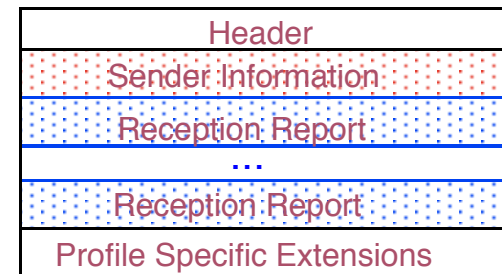 Header
Sender Information
Reception Report
...
Reception Report
Profile Specific Extensions